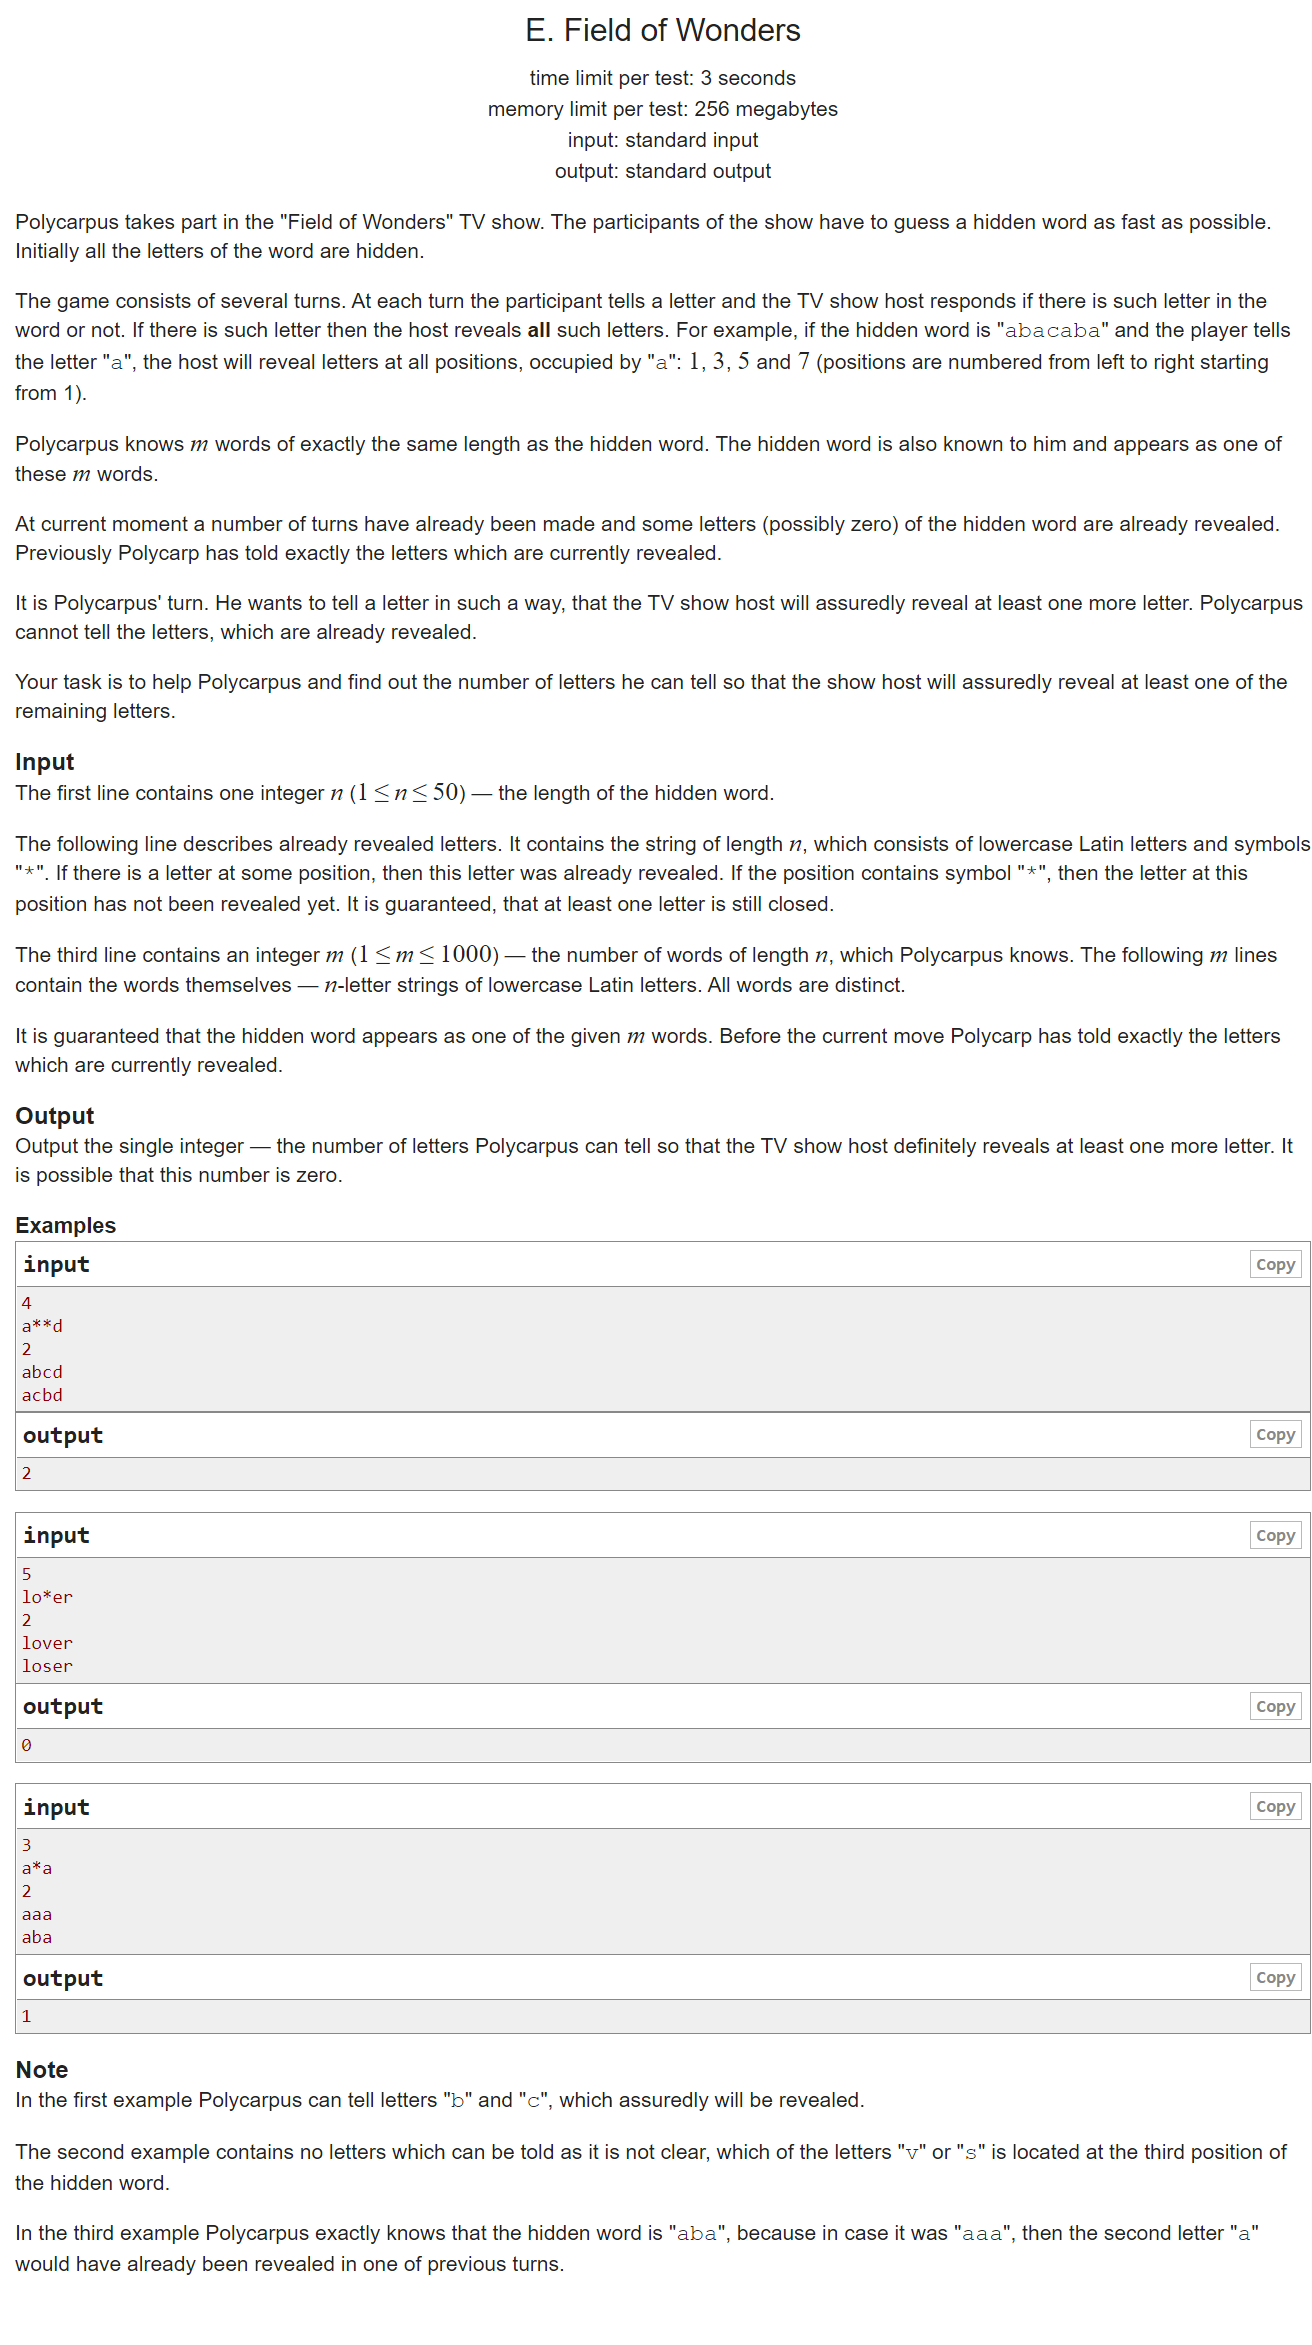 E. Field of Wonders
time limit per test: 3 seconds
memory limit per test: 256 megabytes
input: standard input
output: standard output
Polycarpus takes part in the "Field of Wonders" TV show. The participants of the show have to guess a hidden word as fast as possible.
Initially all the letters of the word are hidden.
The game consists of several turns. At each turn the participant tells a letter and the TV show host responds if there is such letter in the
word or not. If there is such letter then the host reveals all such letters. For example, if the hidden word is "abacaba" and the player tells
the letter "a", the host will reveal letters at all positions, occupied by "a": 1, 3, 5 and 7 (positions are numbered from left to right starting
from 1).
Polycarpus knows m words of exactly the same length as the hidden word. The hidden word is also known to him and appears as one of
these m words.
At current moment a number of turns have already been made and some letters (possibly zero) of the hidden word are already revealed.
Previously Polycarp has told exactly the letters which are currently revealed.
It is Polycarpus' turn. He wants to tell a letter in such a way, that the TV show host will assuredly reveal at least one more letter. Polycarpus
cannot tell the letters, which are already revealed.
Your task is to help Polycarpus and find out the number of letters he can tell so that the show host will assuredly reveal at least one of the
remaining letters.
Input
The first line contains one integer n (1 ≤ n ≤ 50) — the length of the hidden word.
The following line describes already revealed letters. It contains the string of length n, which consists of lowercase Latin letters and symbols
"*". If there is a letter at some position, then this letter was already revealed. If the position contains symbol "*", then the letter at this
position has not been revealed yet. It is guaranteed, that at least one letter is still closed.
The third line contains an integer m (1 ≤ m ≤ 1000) — the number of words of length n, which Polycarpus knows. The following m lines
contain the words themselves — n-letter strings of lowercase Latin letters. All words are distinct.
It is guaranteed that the hidden word appears as one of the given m words. Before the current move Polycarp has told exactly the letters
which are currently revealed.
Output
Output the single integer — the number of letters Polycarpus can tell so that the TV show host definitely reveals at least one more letter. It
is possible that this number is zero.
Examples
input Copy
4
a**d
2
abcd
acbd
output Copy
2
input Copy
5
lo*er
2
lover
loser
output Copy
0
input Copy
3
a*a
2
aaa
aba
output Copy
1
Note
In the first example Polycarpus can tell letters "b" and "c", which assuredly will be revealed.
The second example contains no letters which can be told as it is not clear, which of the letters "v" or "s" is located at the third position of
the hidden word.
In the third example Polycarpus exactly knows that the hidden word is "aba", because in case it was "aaa", then the second letter "a"
would have already been revealed in one of previous turns.